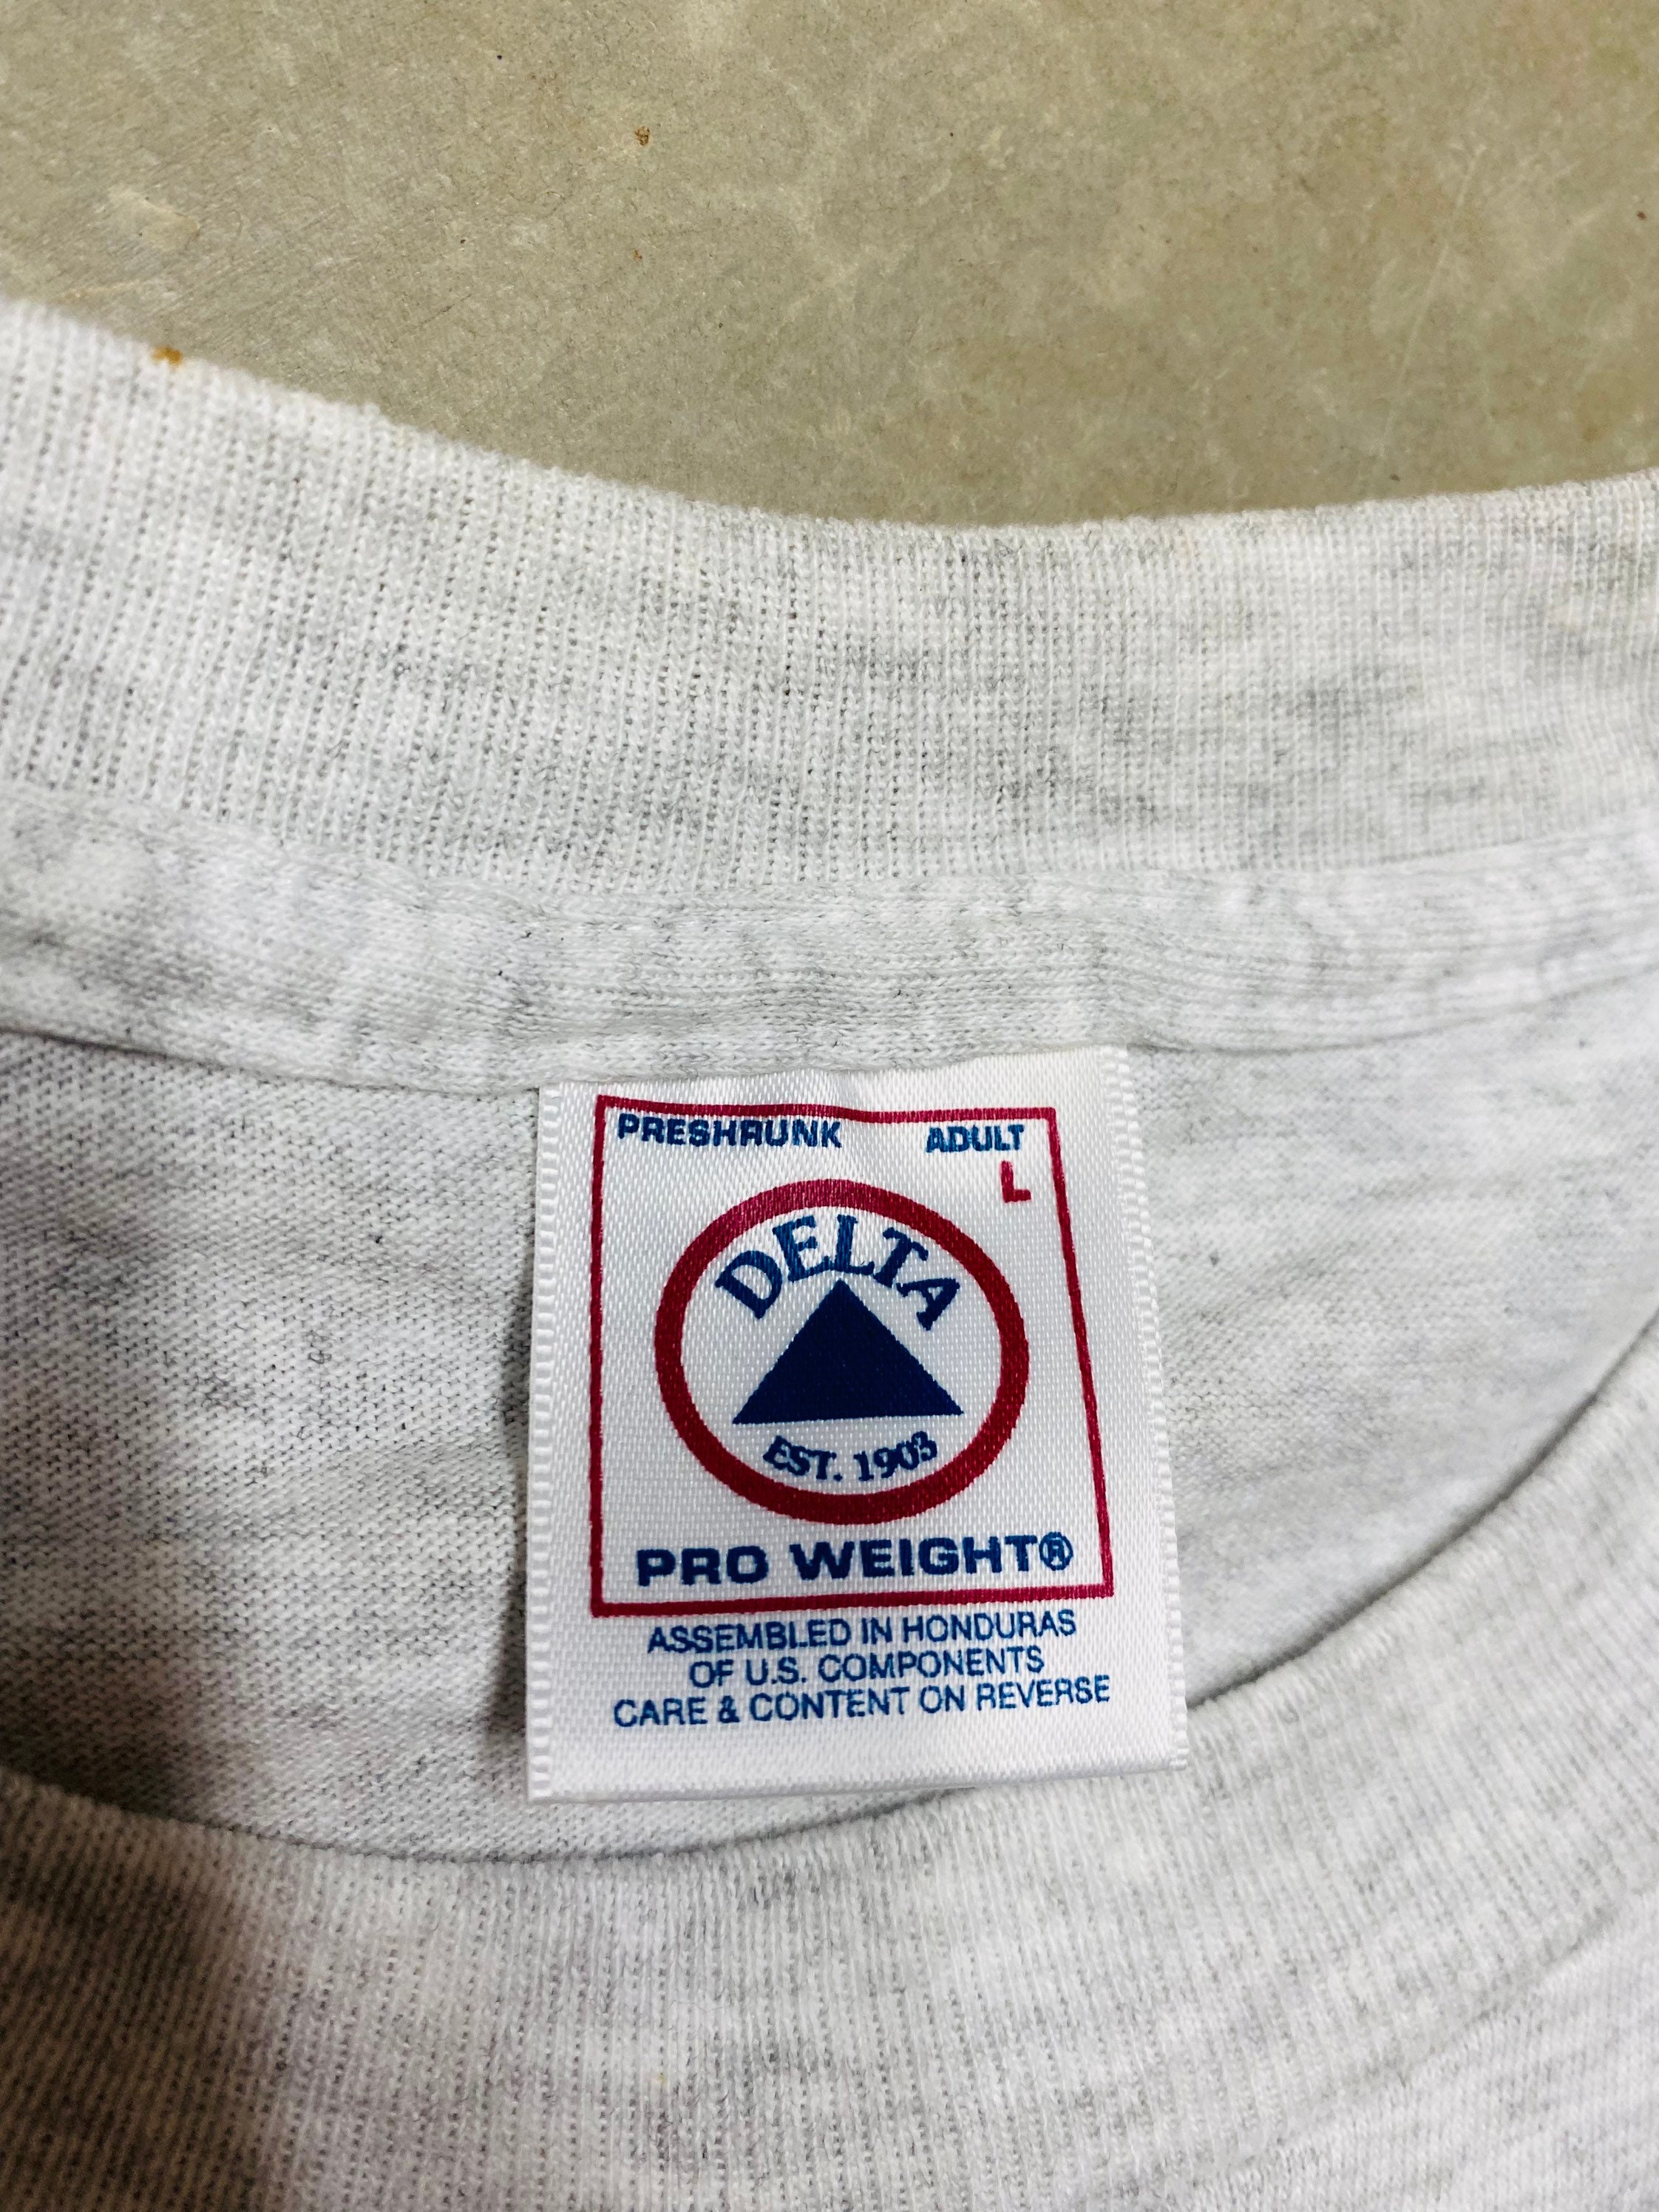 PRESHRUNK ADULT
L
DELTA
EST. 1903
PRO WEIGHT®
ASSEMBLED IN HONDURAS
OF U.S. COMPONENTS
CARE & CONTENT ON REVERSE